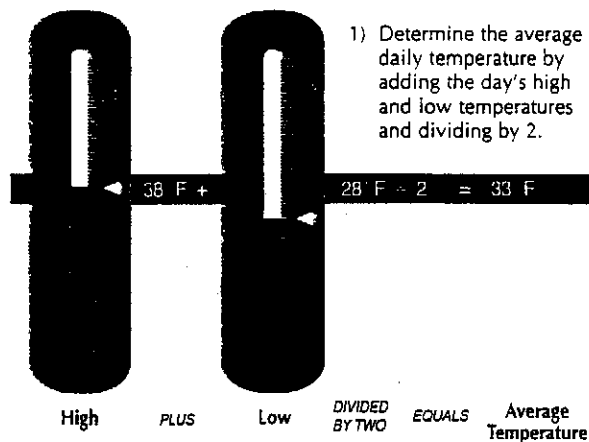 1) Determine the average
daily temperature by
adding the day's high
and low temperatures
and dividing by 2.
38 F + 28 F ÷ 2 = 33 F
High PLUS Low DIVIDED BY TWO EQUALS Average Temperature